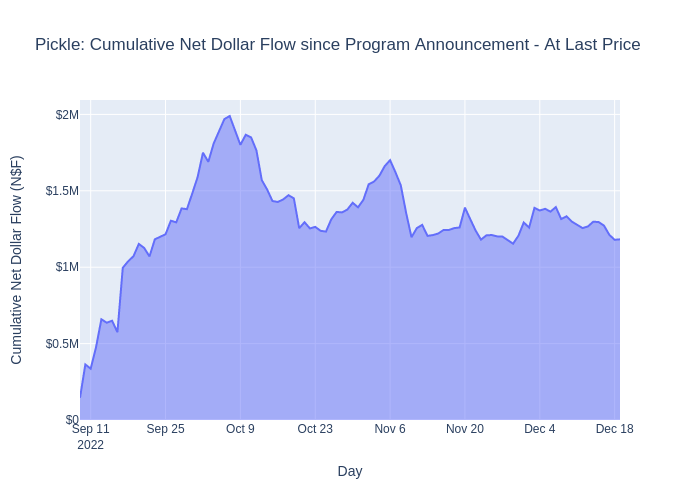 Pickle: Cumulative Net Dollar Flow since Program Announcement - At Last Price
Cumulative Net Dollar Flow (N$F)
$2M
$1.5M
$1M
$0.5M
$0
Sep 11
2022
Sep 25
Oct 9
Oct 23
Nov 6
Nov 20
Dec 4
Dec 18
Day